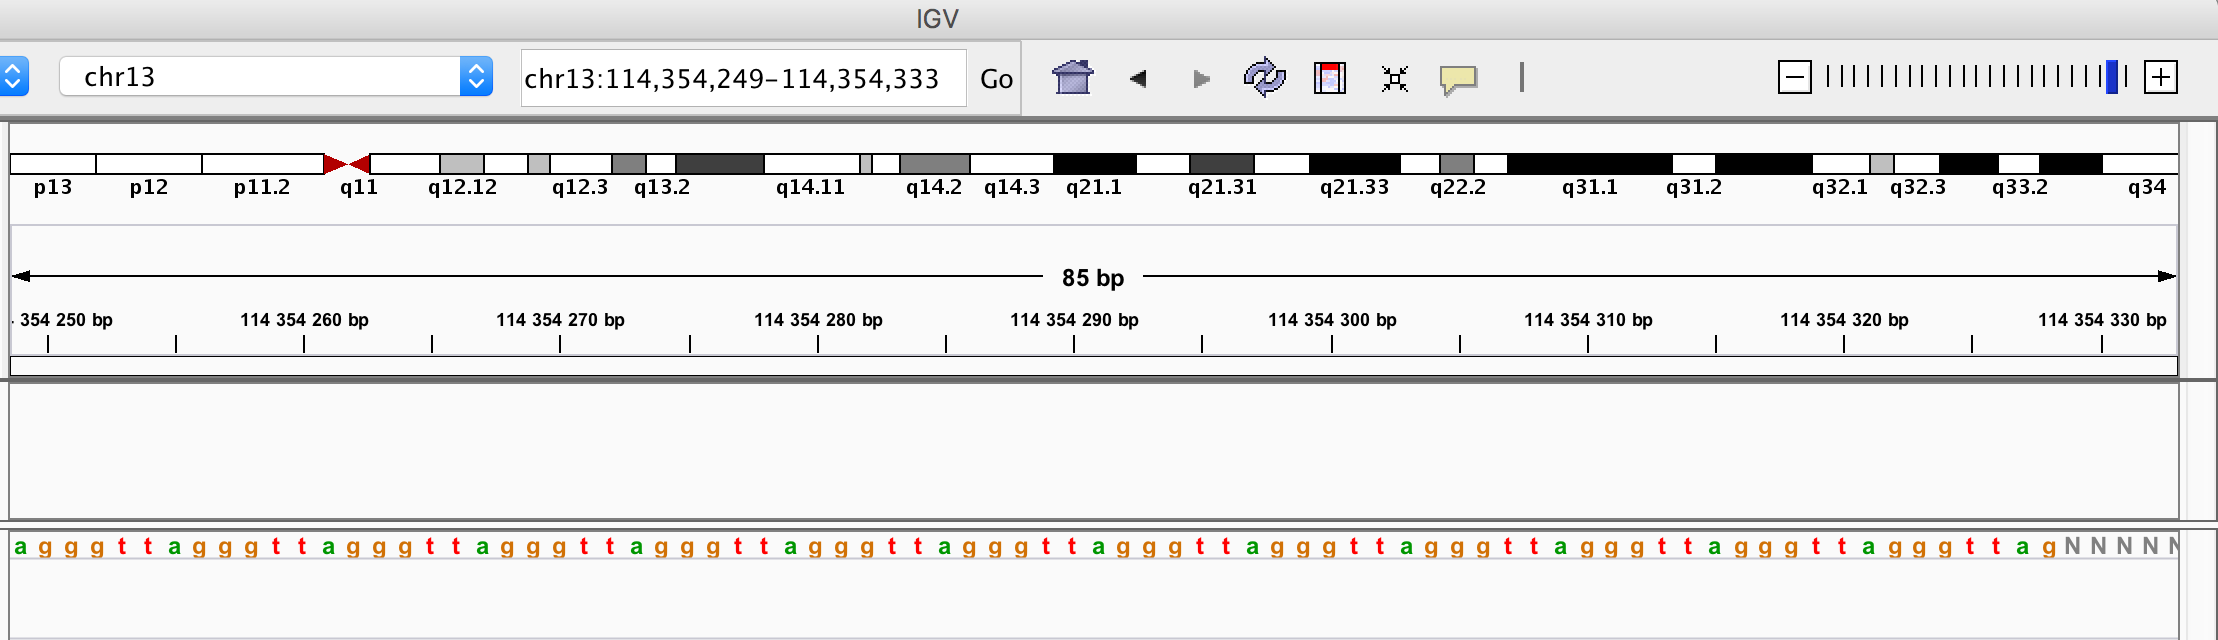 IGV
chr13
chr13:114,354,249-114,354,333 Go
p13 p12 p11.2 q11 q12.12 q12.3 q13.2 q14.11 q14.2 q14.3 q21.1 q21.31 q21.33 q22.2 q31.1 q31.2 q32.1 q32.3 q33.2 q34
85 bp
354 250 bp 114 354 260 bp 114 354 270 bp 114 354 280 bp 114 354 290 bp 114 354 300 bp 114 354 310 bp 114 354 320 bp 114 354 330 bp
a g g g t t a g g g t t a g g g t t a g g g t t a g g g t t a g g g t t a g g g t t a g g g t t a g g g t t a g g g t t a g g g t t a g g g t t a g g g t t a g N N N N N